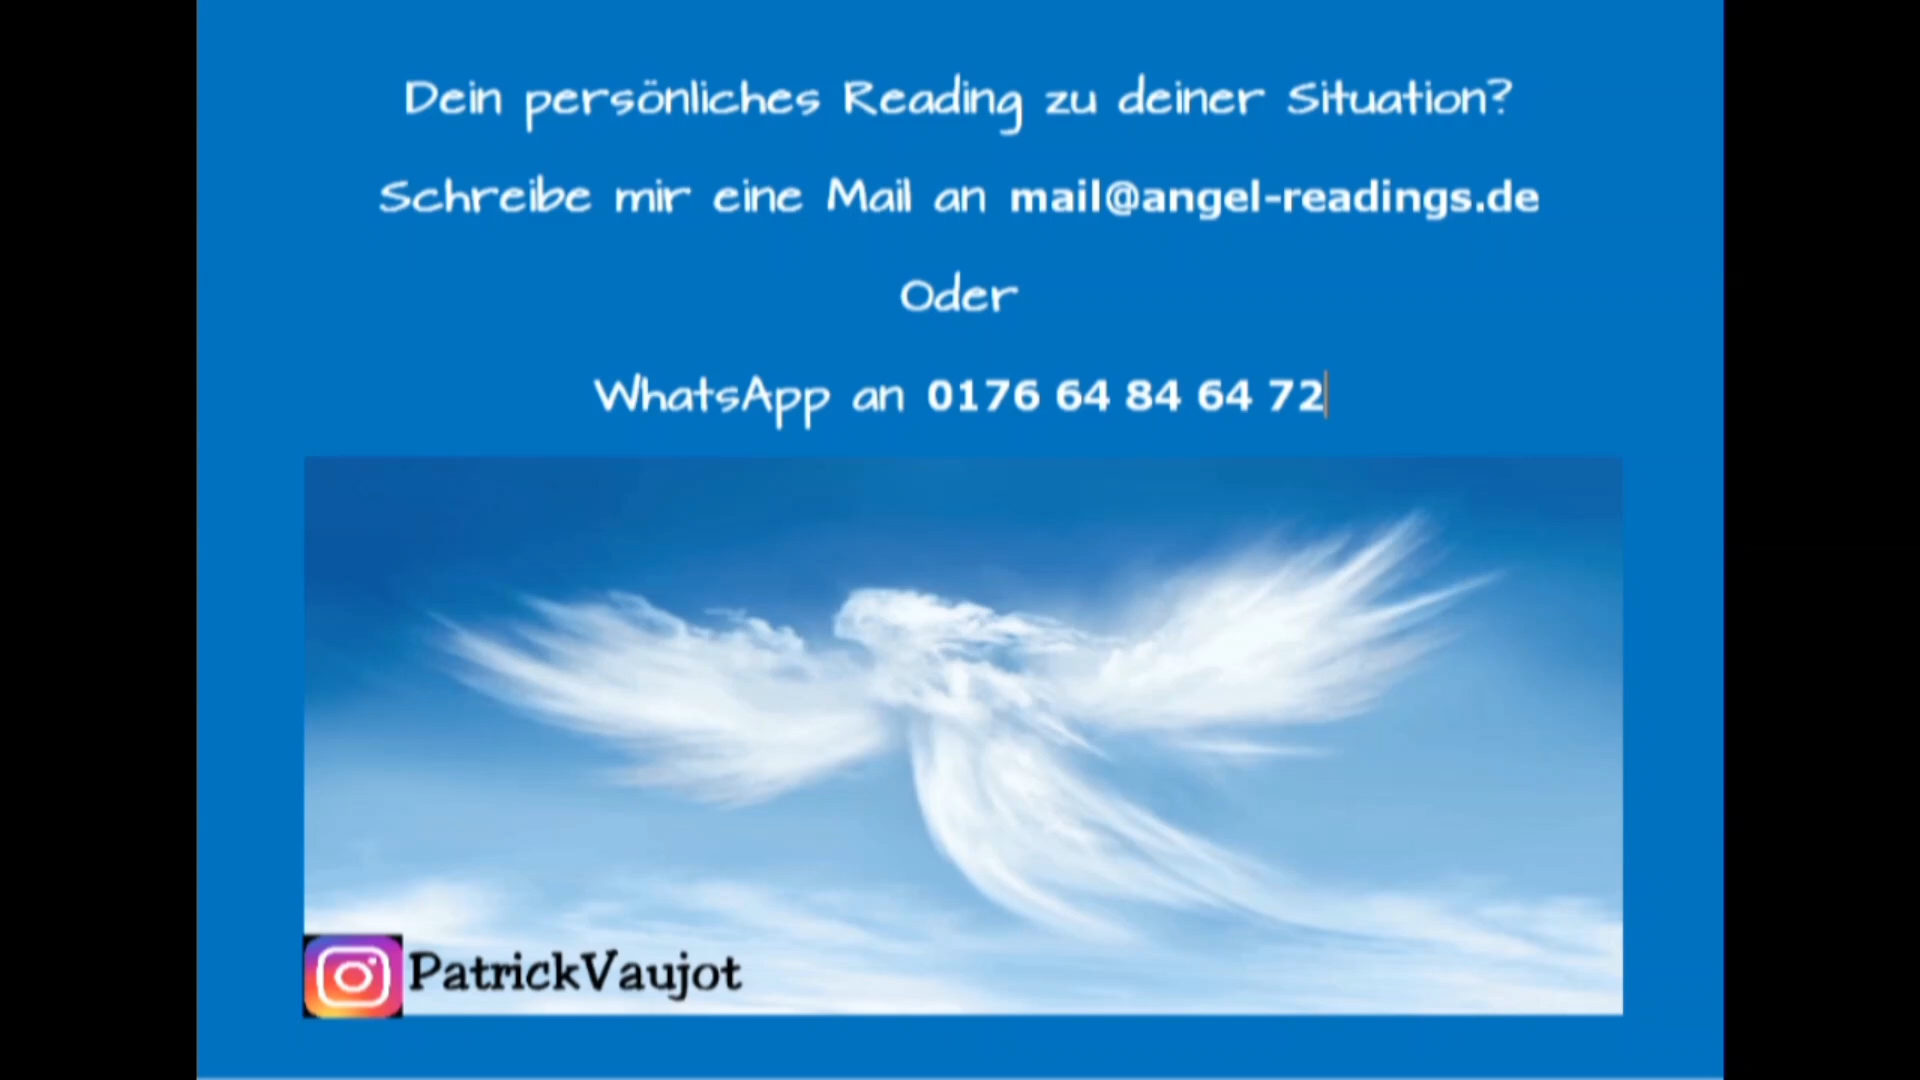 Dein persönliches Reading zu deiner Situation?
Schreibe mir eine Mail an mail@angel-readings.de
Oder
WhatsApp an 0176 64 84 64 72
PatrickVaujot